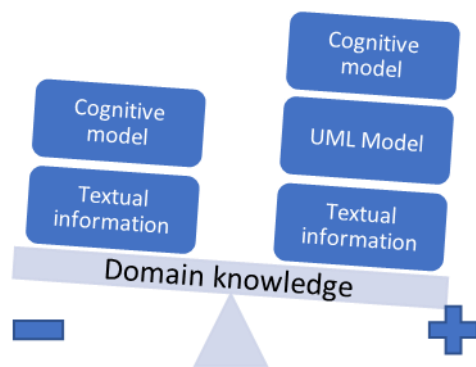 Cognitive
model
Textual
information
Cognitive
model
UML Model
Textual
information
Domain knowledge